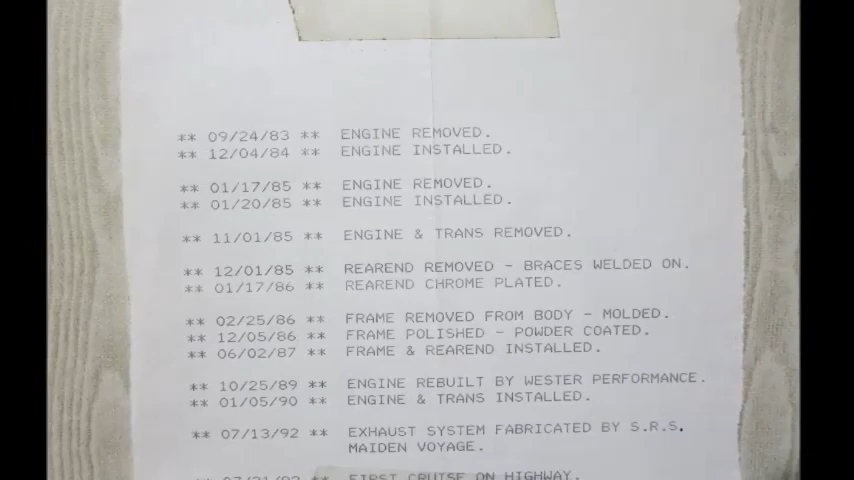 ** 09/24/83 ** ENGINE REMOVED.
** 12/04/84 ** ENGINE INSTALLED.
** 01/17/85 ** ENGINE REMOVED.
** 01/20/85 ** ENGINE INSTALLED.
** 11/01/85 ** ENGINE & TRANS REMOVED.
** 12/01/85 ** REAREND REMOVED - BRACES WELDED ON.
** 01/17/86 ** REAREND CHROME PLATED.
** 02/25/86 ** FRAME REMOVED FROM BODY - MOLDED.
** 12/05/86 ** FRAME POLISHED - POWDER COATED.
** 06/02/87 ** FRAME & REAREND INSTALLED.
** 10/25/89 ** ENGINE REBUILT BY WESTER PERFORMANCE.
** 01/05/90 ** ENGINE & TRANS INSTALLED.
** 07/13/92 ** EXHAUST SYSTEM FABRICATED BY S.R.S.
MAIDEN VOYAGE.
FIRST CRUISE ON HIGHWAY.